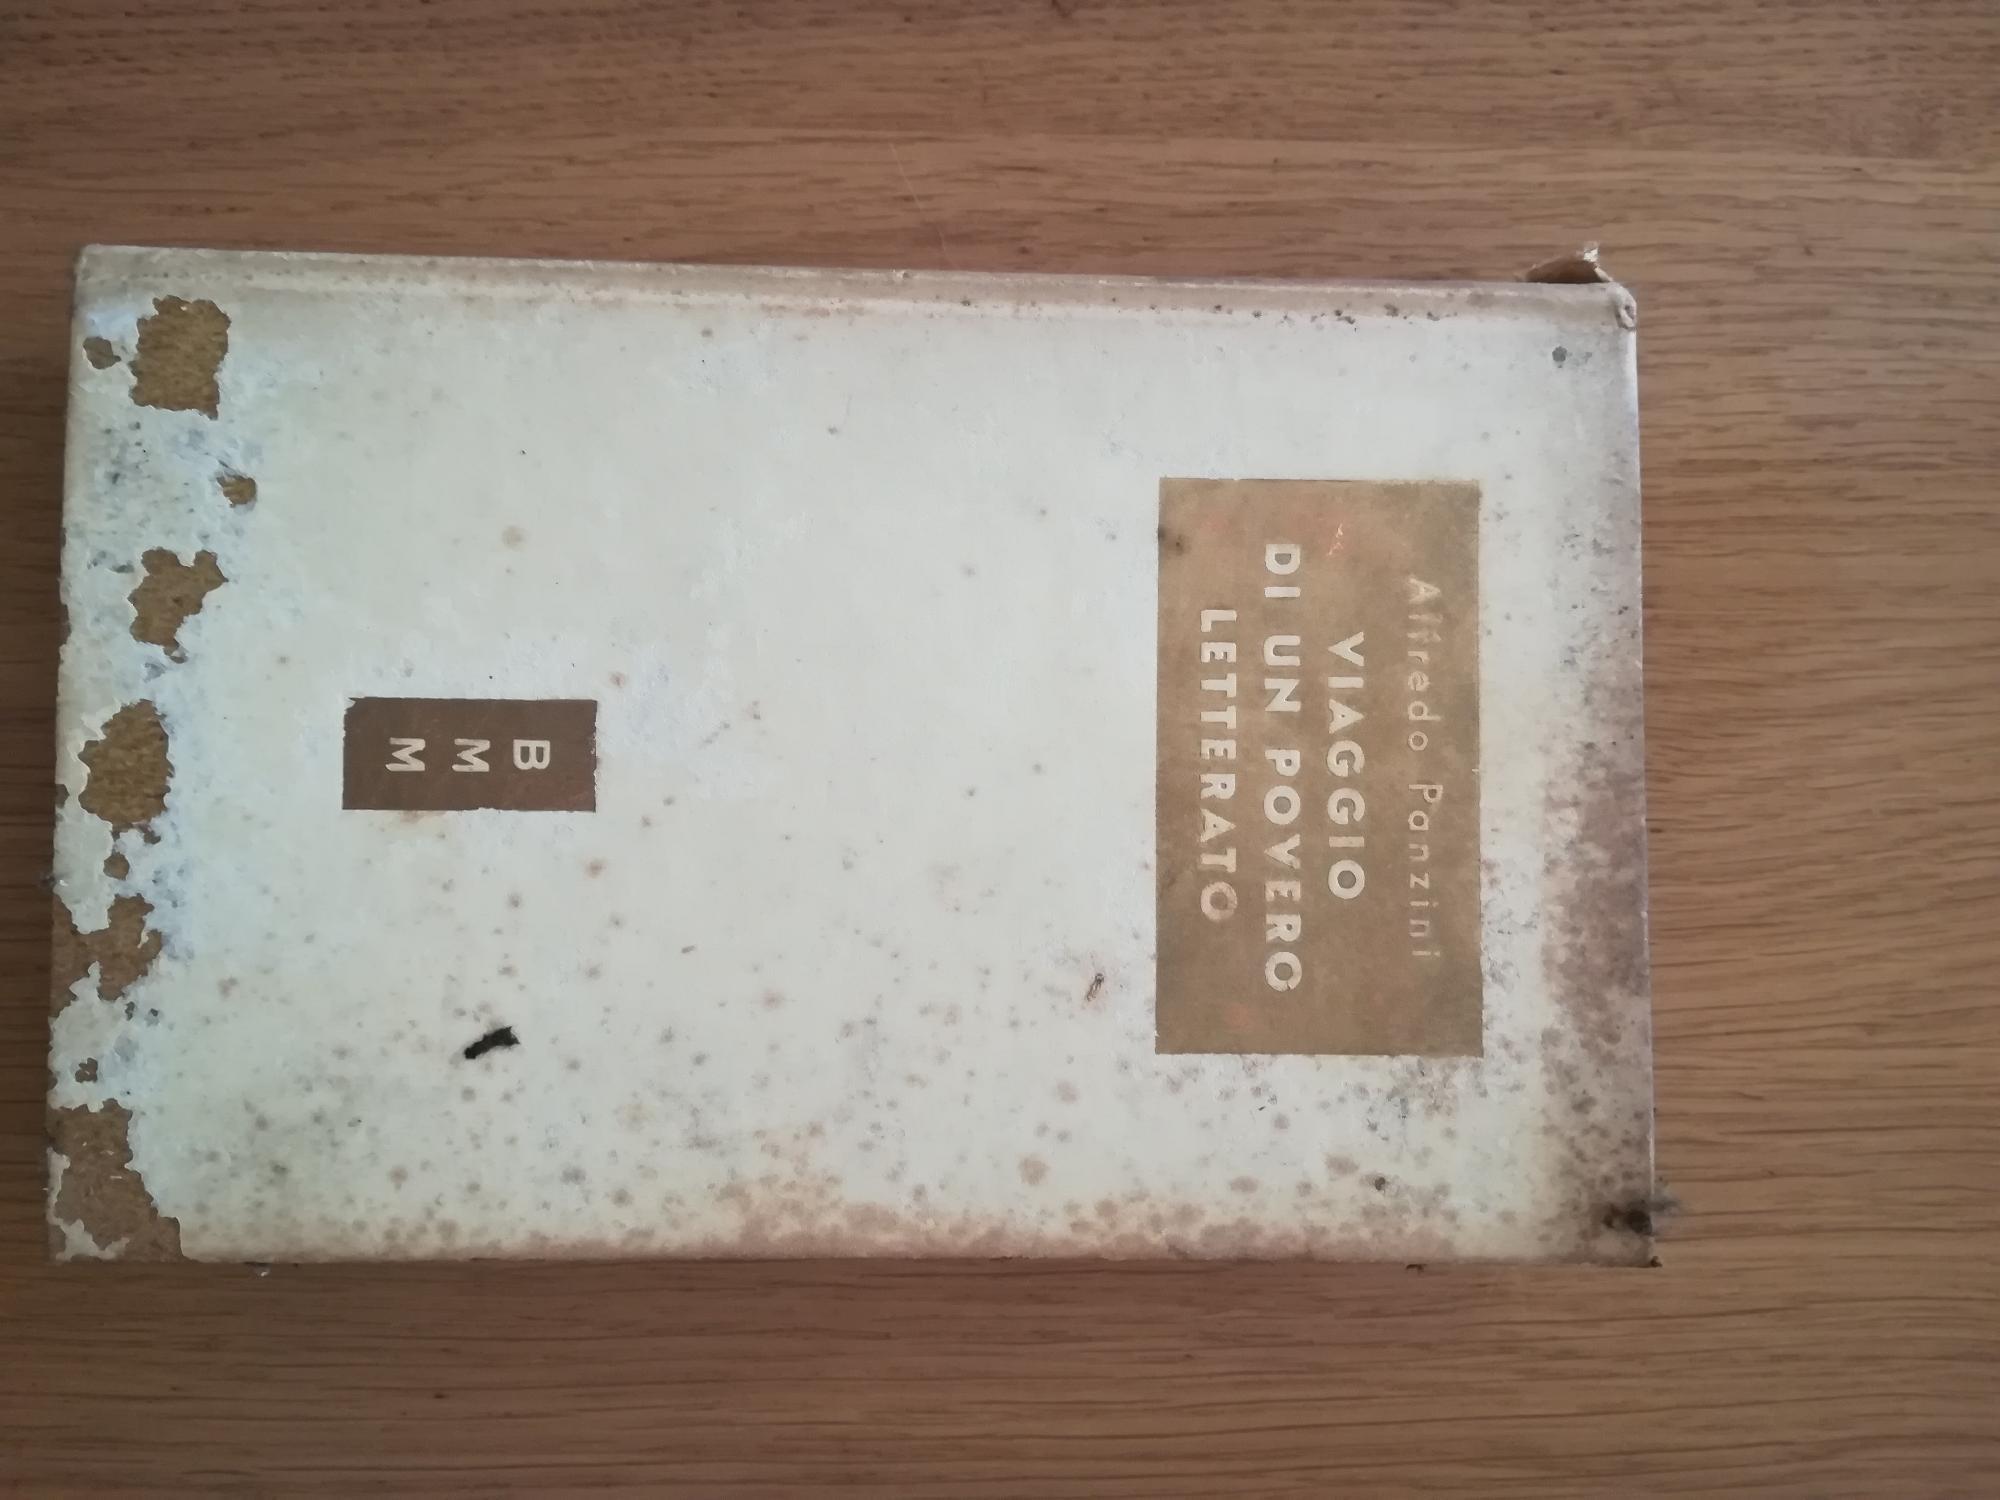 Alfredo Panzini
VIAGGIO
DI UN POVERO
LETTERATO
B
M
M